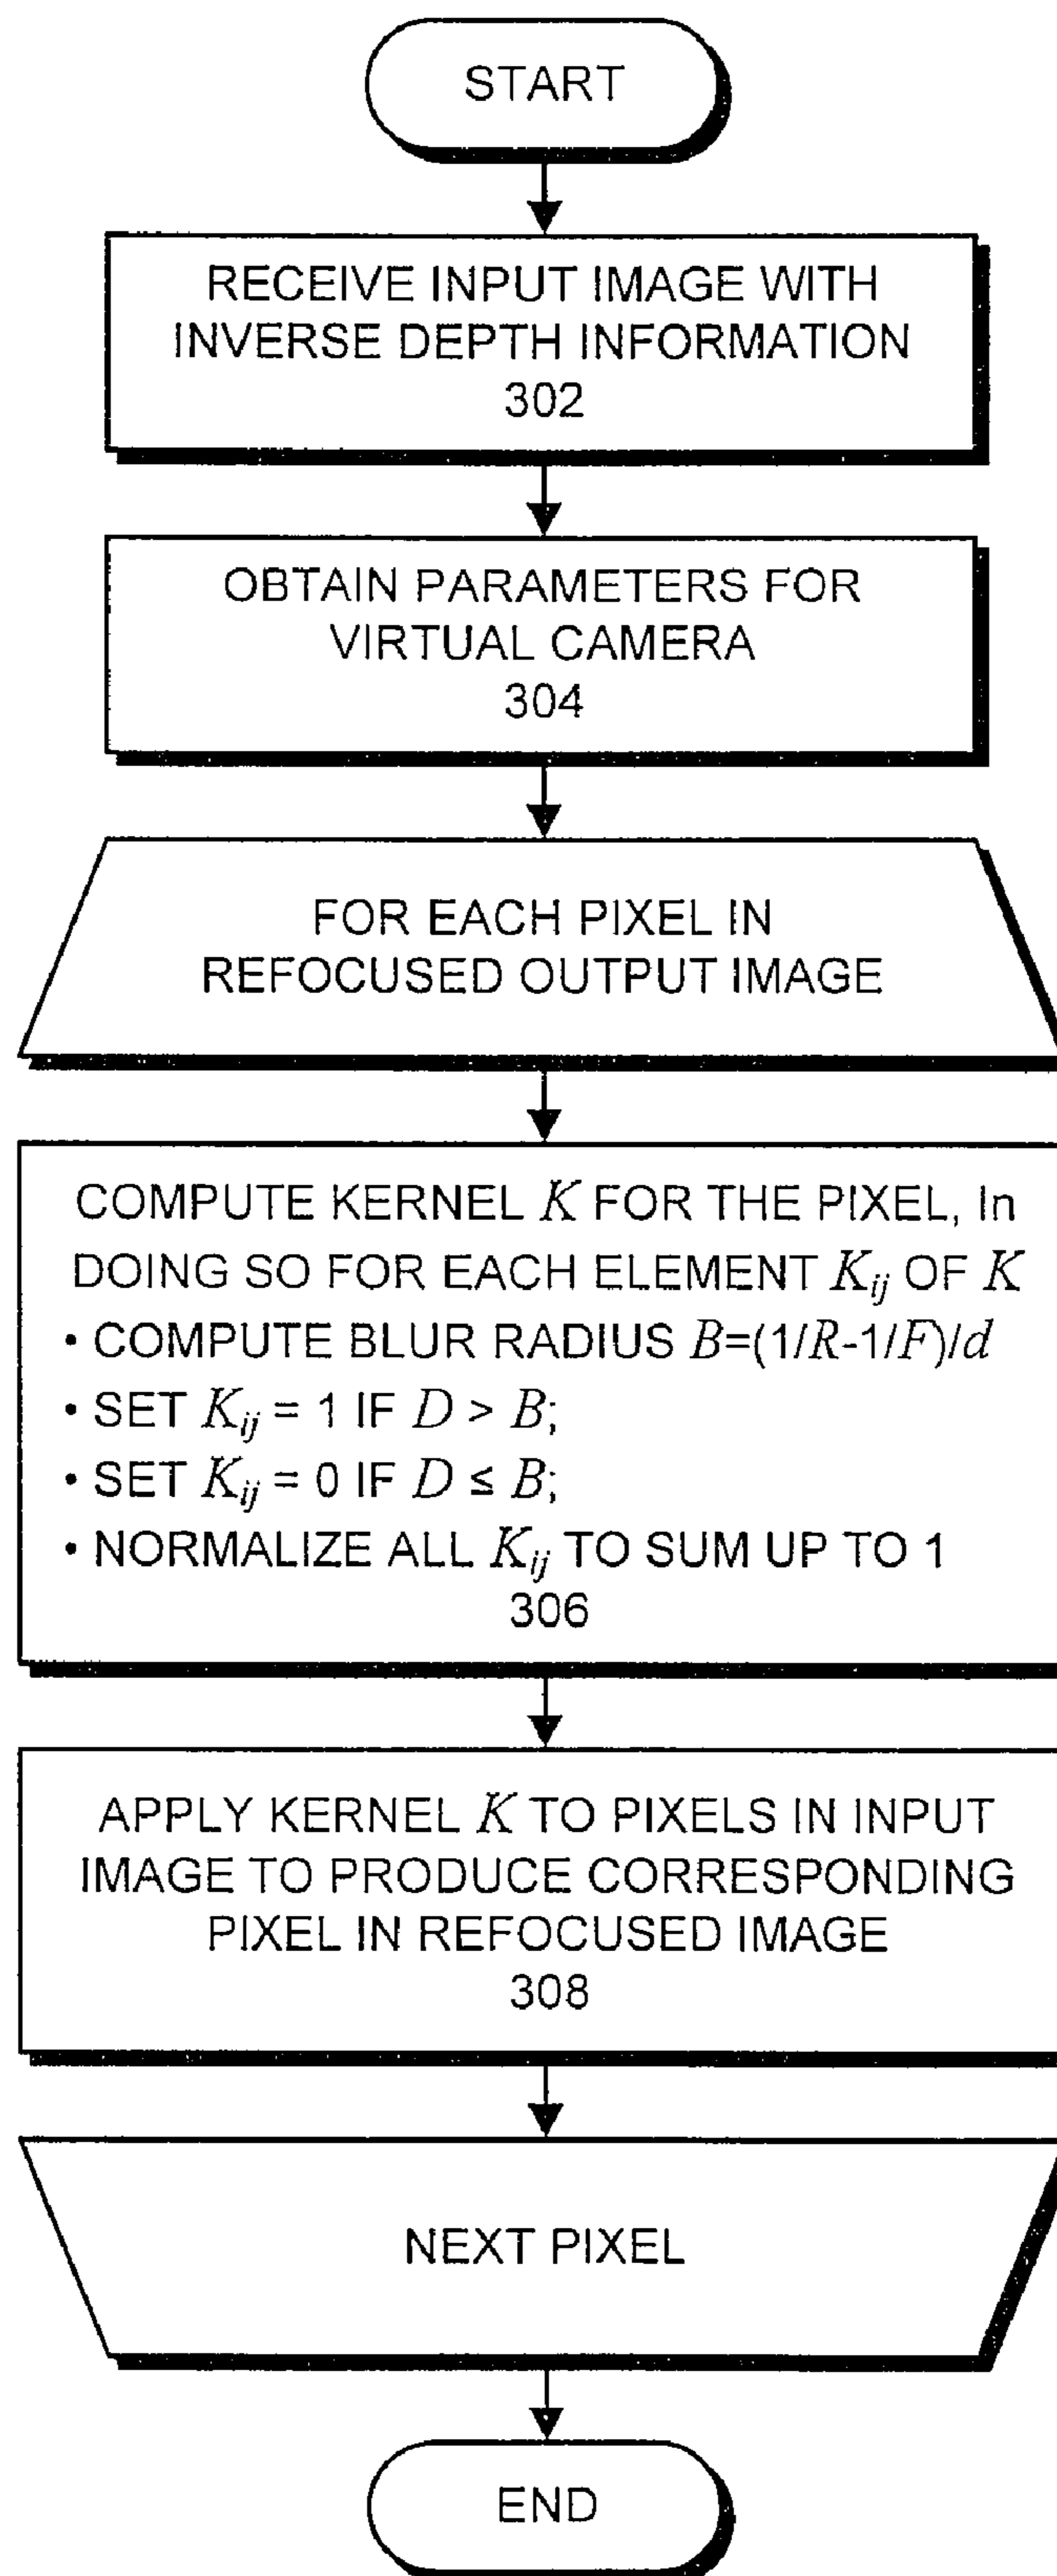 START
RECEIVE INPUT IMAGE WITH
INVERSE DEPTH INFORMATION
302
OBTAIN PARAMETERS FOR
VIRTUAL CAMERA
304
FOR EACH PIXEL IN
REFOCUSED OUTPUT IMAGE
COMPUTE KERNEL K FOR THE PIXEL, In
DOING SO FOR EACH ELEMENT Kij OF K
• COMPUTE BLUR RADIUS B=(1/R-1/F)/d
• SET Kij = 1 IF D > B;
• SET Kij = 0 IF D ≤ B;
• NORMALIZE ALL Kij TO SUM UP TO 1
306
APPLY KERNEL K TO PIXELS IN INPUT
IMAGE TO PRODUCE CORRESPONDING
PIXEL IN REFOCUSED IMAGE
308
NEXT PIXEL
END